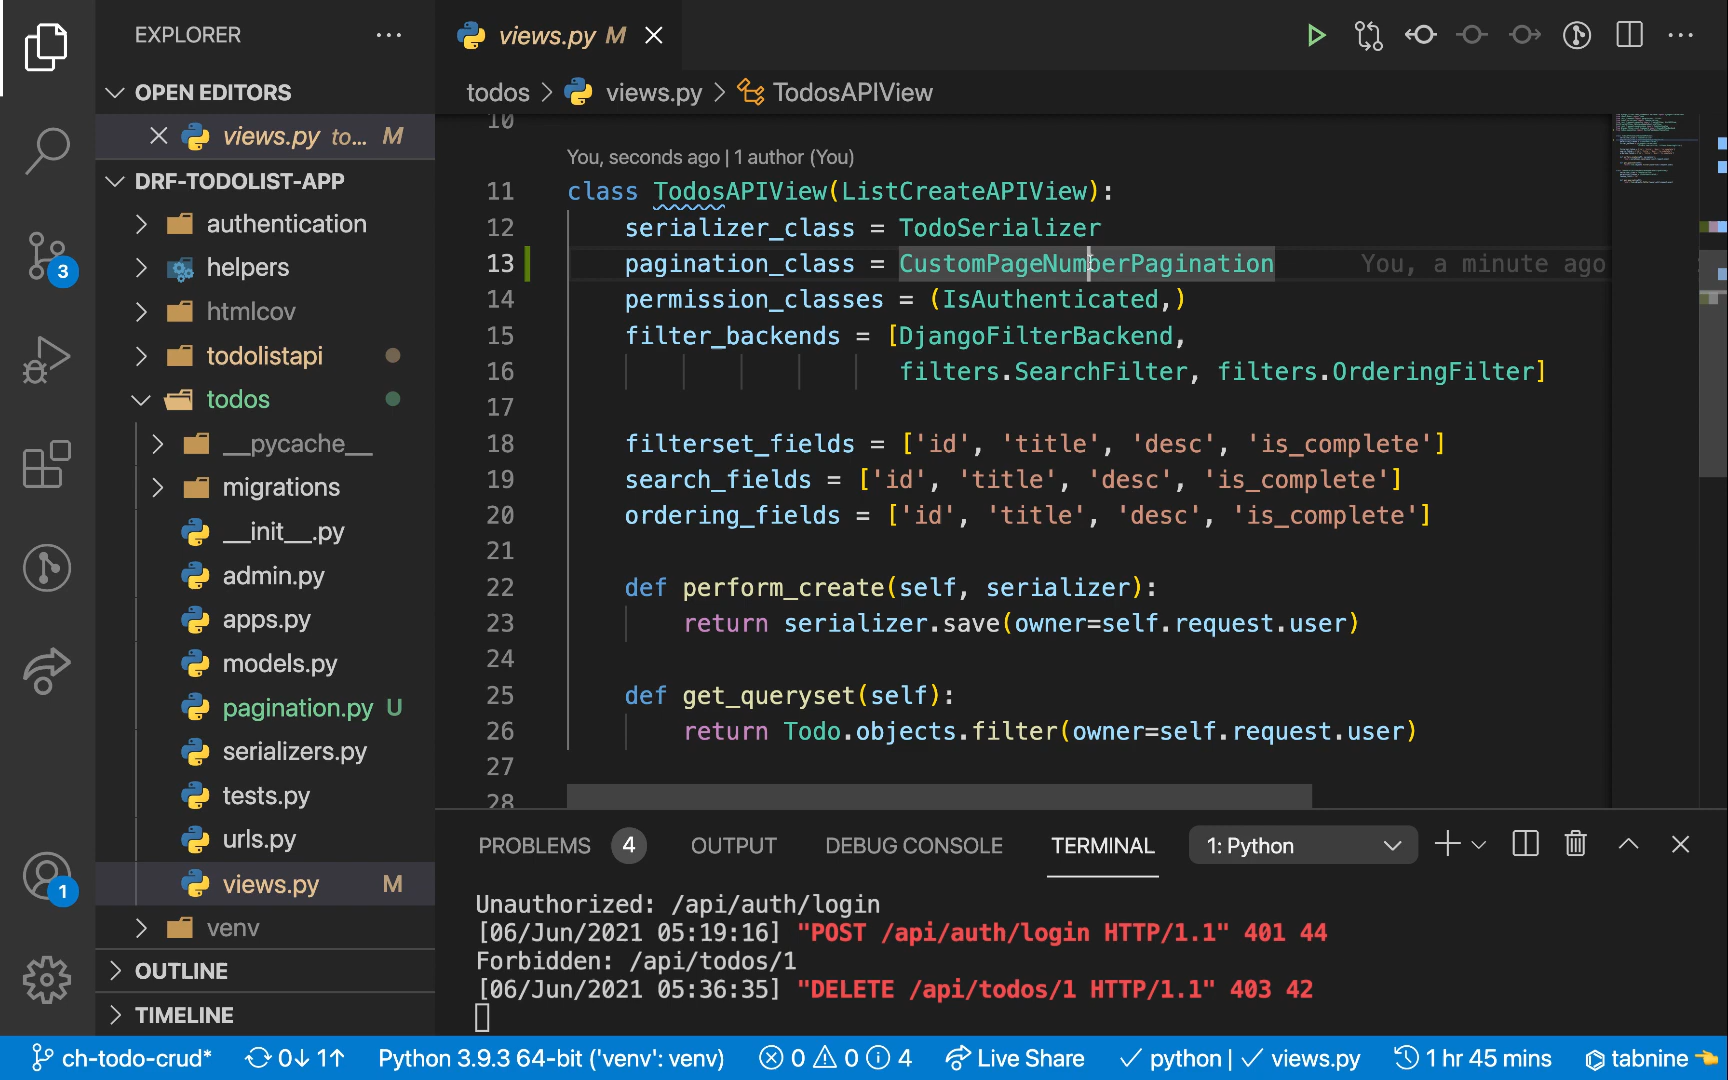 EXPLORER
OPEN EDITORS
views.py to... M
DRF-TODOLIST-APP
authentication
helpers
htmlcov
todolistapi
todos
__pycache__
migrations
__init__.py
admin.py
apps.py
models.py
pagination.py U
serializers.py
tests.py
urls.py
views.py M
venv
OUTLINE
TIMELINE
3
1
views.py M
todos > views.py > TodosAPIView
10
You, seconds ago | 1 author (You)
11 class TodosAPIView(ListCreateAPIView):
12 serializer_class = TodoSerializer
13 pagination_class = CustomPageNumberPagination You, a minute ago
14 permission_classes = (IsAuthenticated,)
15 filter_backends = [DjangoFilterBackend,
16 filters.SearchFilter, filters.OrderingFilter]
17
18 filterset_fields = ['id', 'title', 'desc', 'is_complete']
19 search_fields = ['id', 'title', 'desc', 'is_complete']
20 ordering_fields = ['id', 'title', 'desc', 'is_complete']
21
22 def perform_create(self, serializer):
23 return serializer.save(owner=self.request.user)
24
25 def get_queryset(self):
26 return Todo.objects.filter(owner=self.request.user)
27
28
PROBLEMS 4 OUTPUT DEBUG CONSOLE TERMINAL 1: Python
Unauthorized: /api/auth/login
[06/Jun/2021 05:19:16] "POST /api/auth/login HTTP/1.1" 401 44
Forbidden: /api/todos/1
[06/Jun/2021 05:36:35] "DELETE /api/todos/1 HTTP/1.1" 403 42
ch-todo-crud* 0↓ 1↑ Python 3.9.3 64-bit ('venv': venv) 0 0 4 Live Share ✓ python | ✓ views.py 1 hr 45 mins tabnine 👈